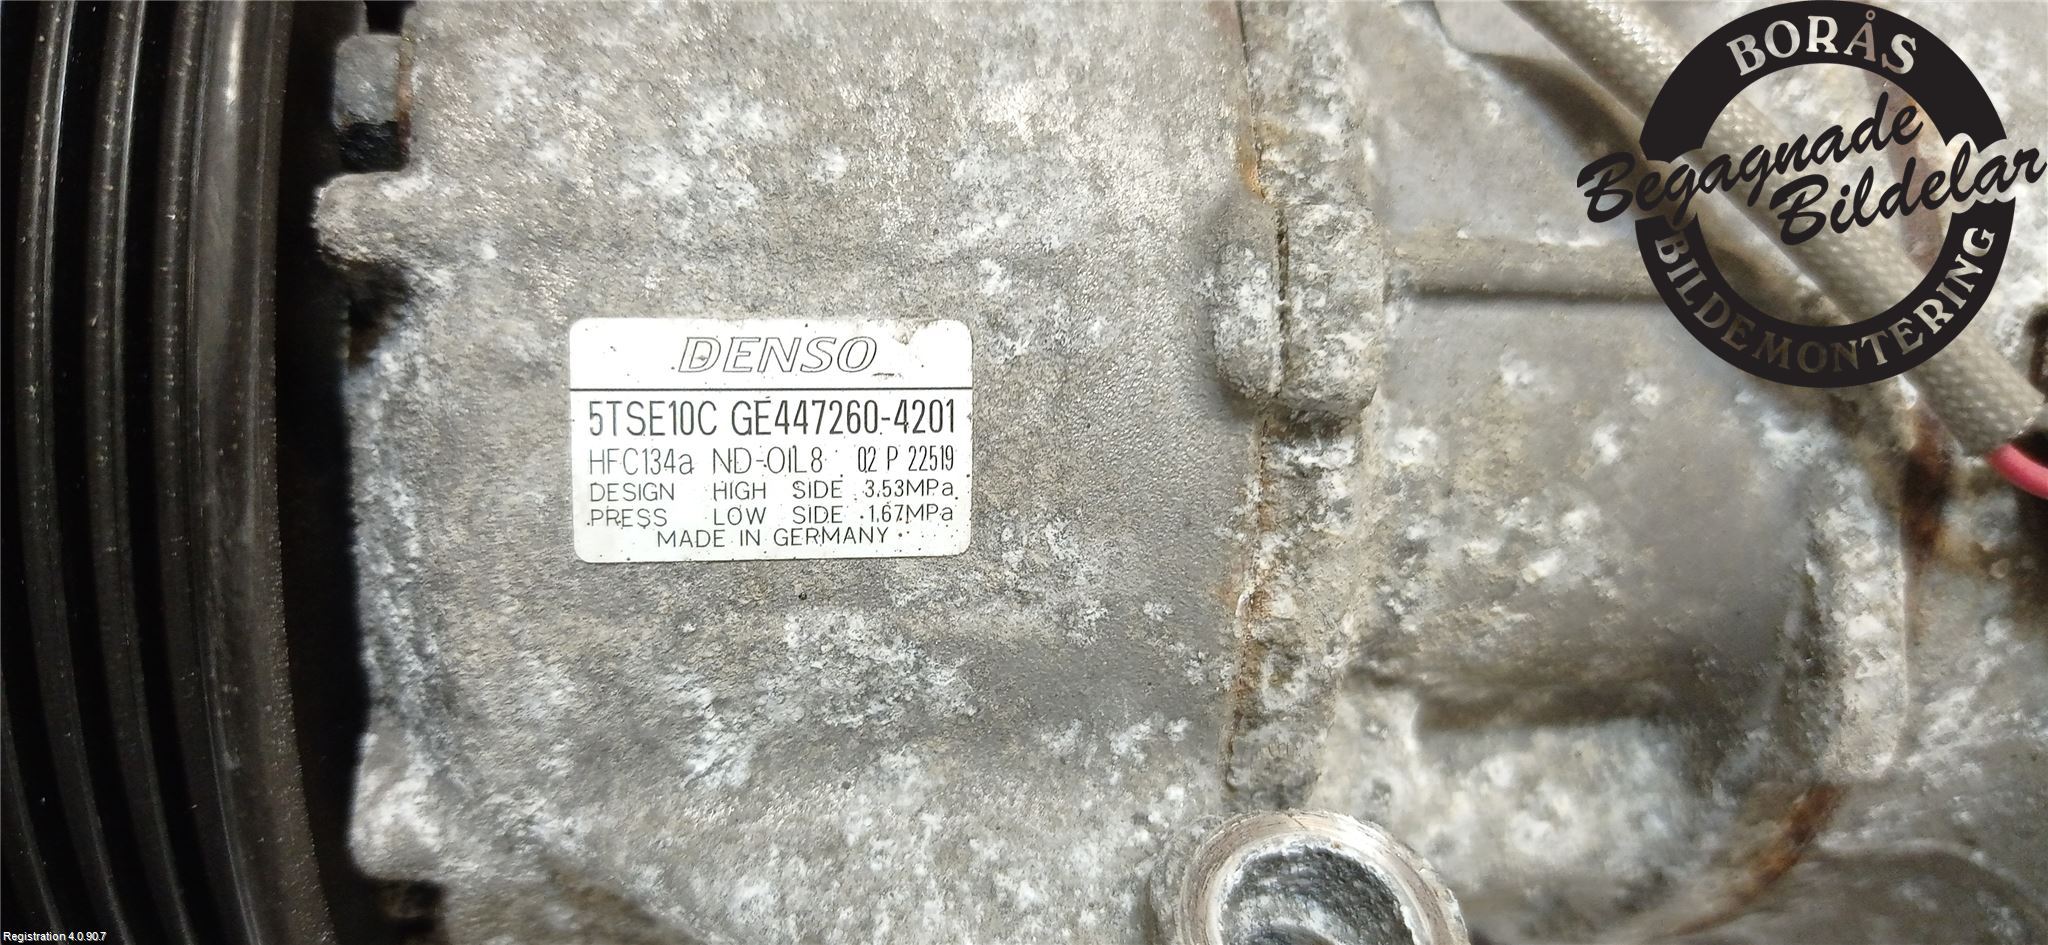 BORÅS
Begagnade
Bildelar
BILDEMONTERING
DENSO
5TSE10C GE447260-4201
HFC134a ND-OIL8 02 P 22519
DESIGN HIGH SIDE 3.53MPa
PRESS LOW SIDE 1.67MPa
MADE IN GERMANY
Registration 4.0.90.7